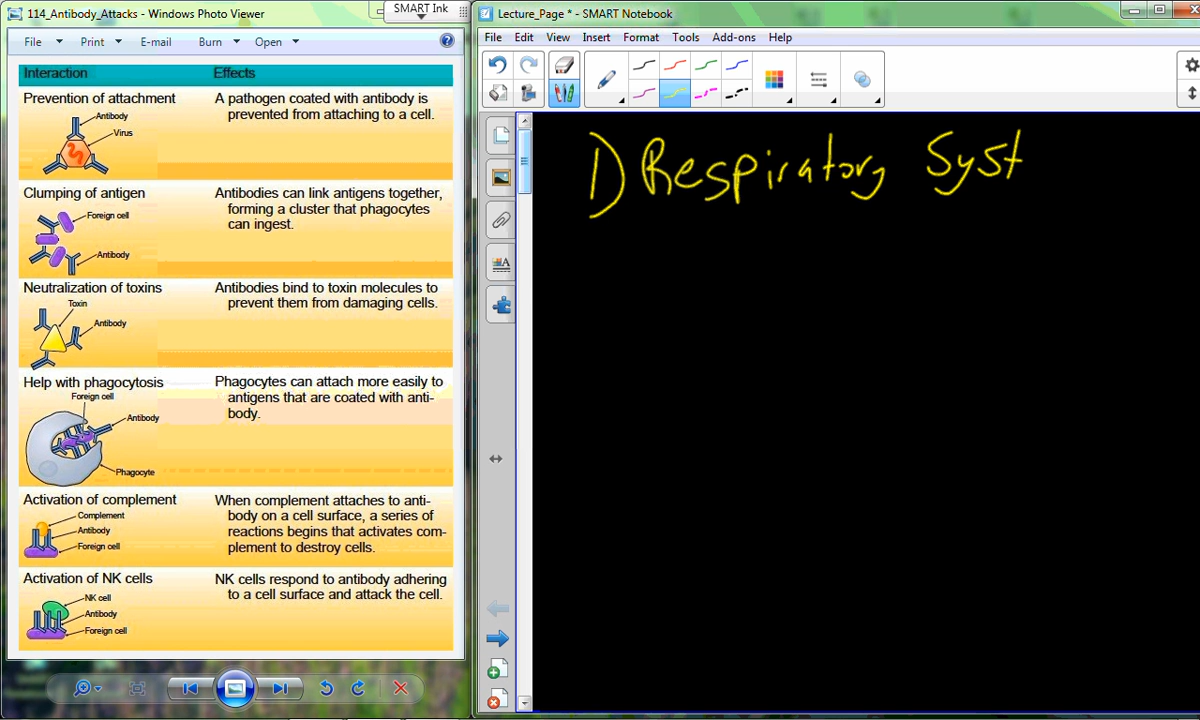 114_Antibody_Attacks - Windows Photo Viewer
SMART Ink
File Print E-mail Burn Open
Interaction Effects
Prevention of attachment
Antibody
Virus
A pathogen coated with antibody is
prevented from attaching to a cell.
Clumping of antigen
Foreign cell
Antibody
Antibodies can link antigens together,
forming a cluster that phagocytes
can ingest.
Neutralization of toxins
Toxin
Antibody
Antibodies bind to toxin molecules to
prevent them from damaging cells.
Help with phagocytosis
Foreign cell
Antibody
Phagocyte
Phagocytes can attach more easily to
antigens that are coated with anti-
body.
Activation of complement
Complement
Antibody
Foreign cell
When complement attaches to anti-
body on a cell surface, a series of
reactions begins that activates com-
plement to destroy cells.
Activation of NK cells
NK cell
Antibody
Foreign cell
NK cells respond to antibody adhering
to a cell surface and attack the cell.
Lecture_Page * - SMART Notebook
File Edit View Insert Format Tools Add-ons Help
1) Respiratory Syst